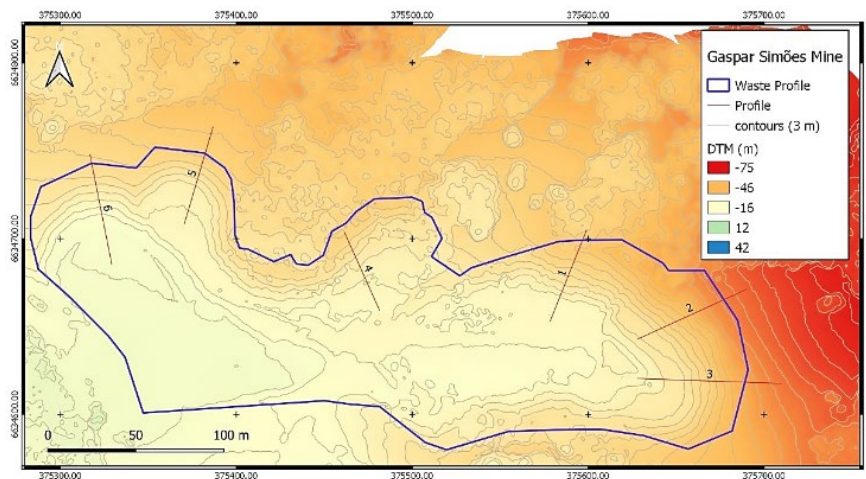 375300.00 375400.00 375500.00 375600.00 375700.00
6634800.00
6634700.00
6634600.00
Gaspar Simões Mine
Waste Profile
Profile
contours (3 m)
DTM (m)
-75
-46
-16
12
42
5
6
4
1
2
3
0 50 100 m
375300.00 375400.00 375500.00 375600.00 375700.00